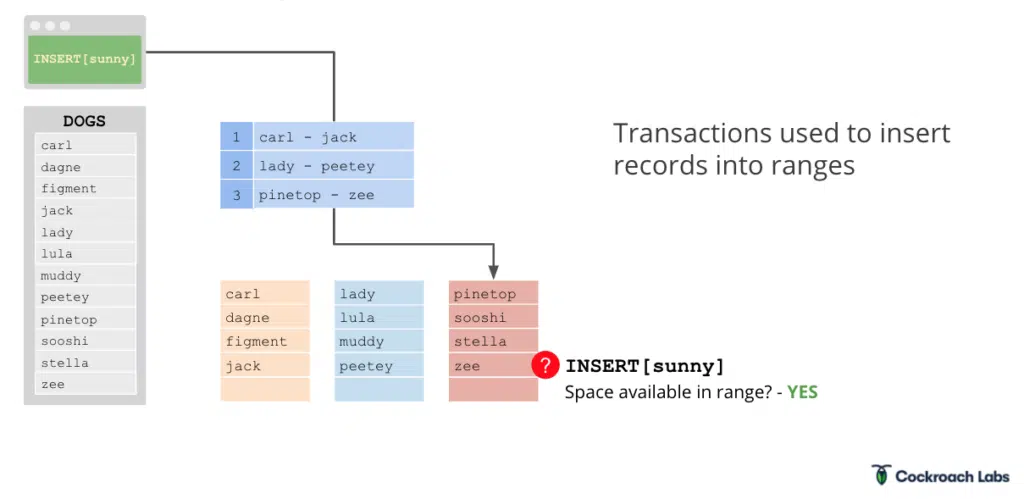 INSERT[sunny]
DOGS
carl
dagne
figment
jack
lady
lula
muddy
peetey
pinetop
sooshi
stella
zee
1 carl - jack
2 lady - peetey
3 pinetop - zee
Transactions used to insert
records into ranges
carl
dagne
figment
jack
lady
lula
muddy
peetey
pinetop
sooshi
stella
zee
? INSERT[sunny]
Space available in range? - YES
Cockroach Labs